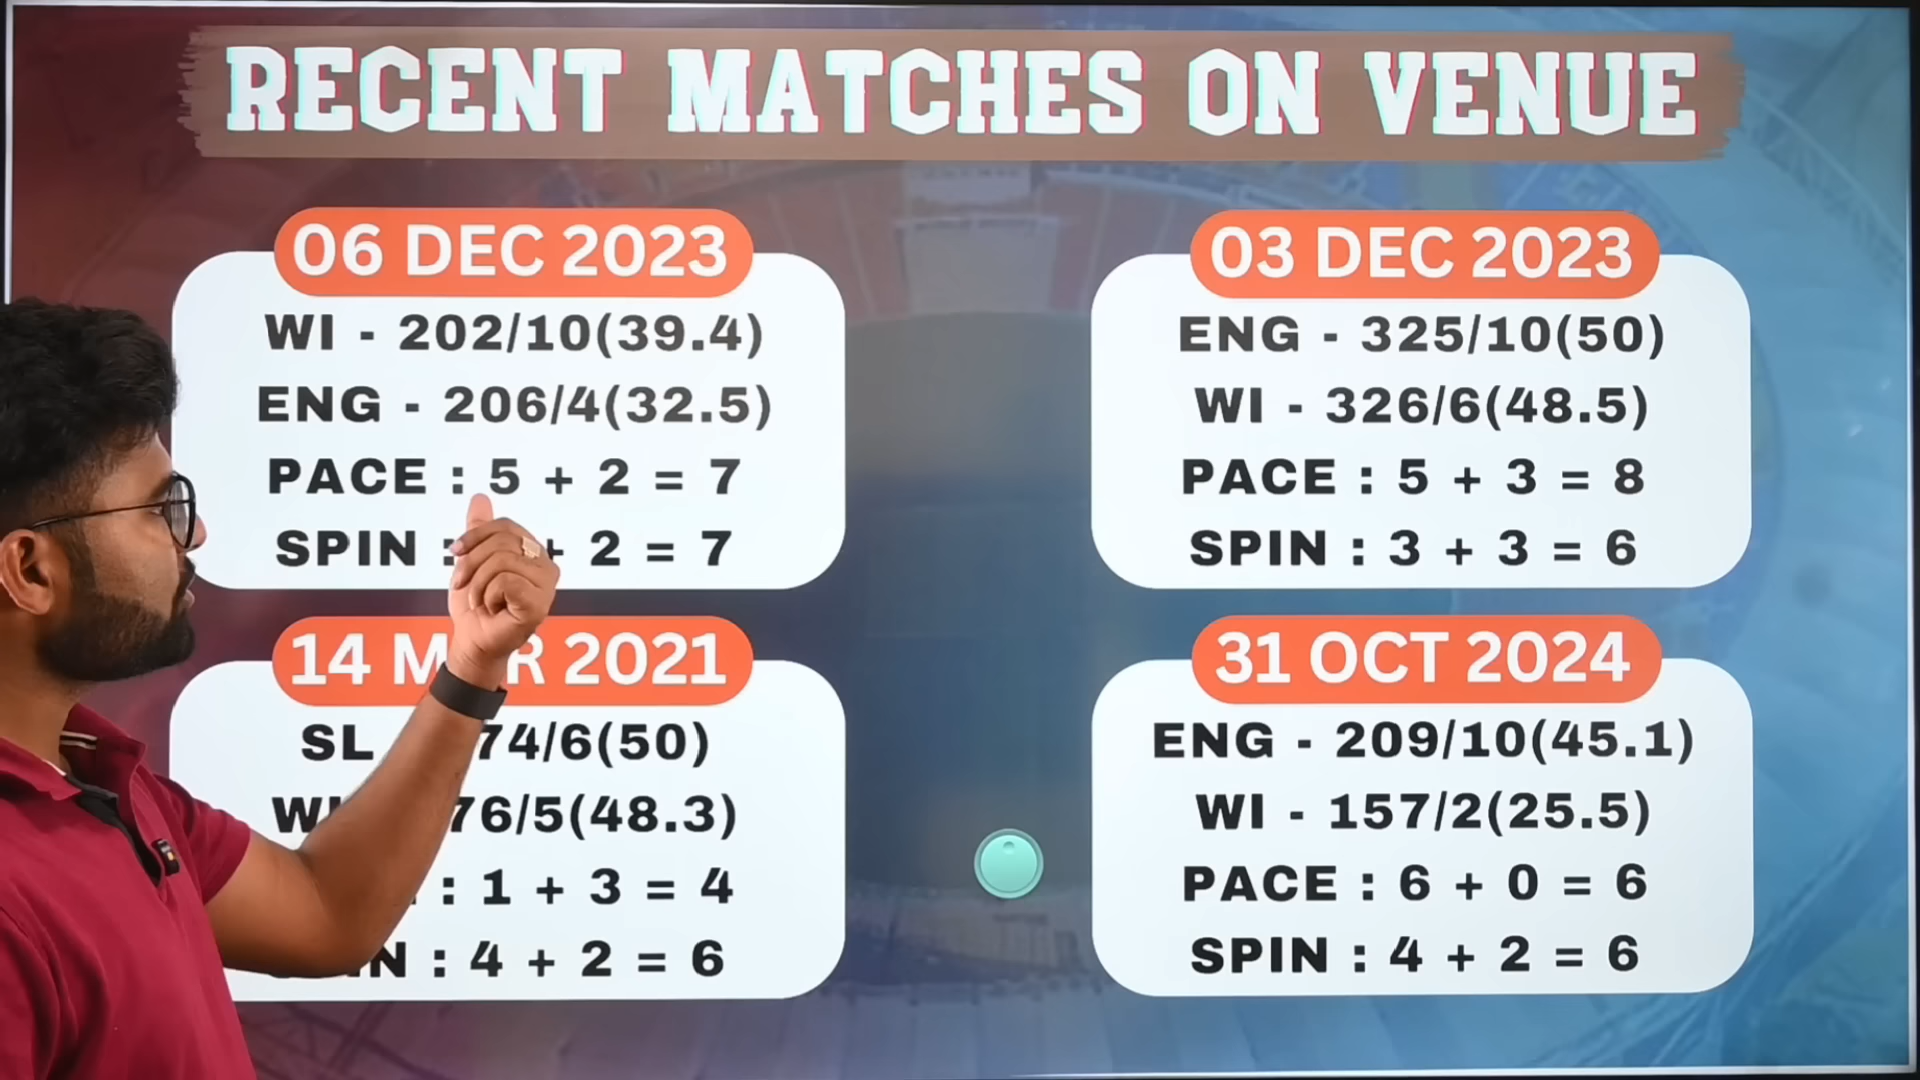 RECENT MATCHES ON VENUE
06 DEC 2023
WI - 202/10(39.4)
ENG - 206/4(32.5)
PACE : 5 + 2 = 7
SPIN : + 2 = 7
03 DEC 2023
ENG - 325/10(50)
WI - 326/6(48.5)
PACE : 5 + 3 = 8
SPIN : 3 + 3 = 6
14 2021
SL 74/6(50)
WI 76/5(48.3)
: 1 + 3 = 4
: 4 + 2 = 6
31 OCT 2024
ENG - 209/10(45.1)
WI - 157/2(25.5)
PACE : 6 + 0 = 6
SPIN : 4 + 2 = 6